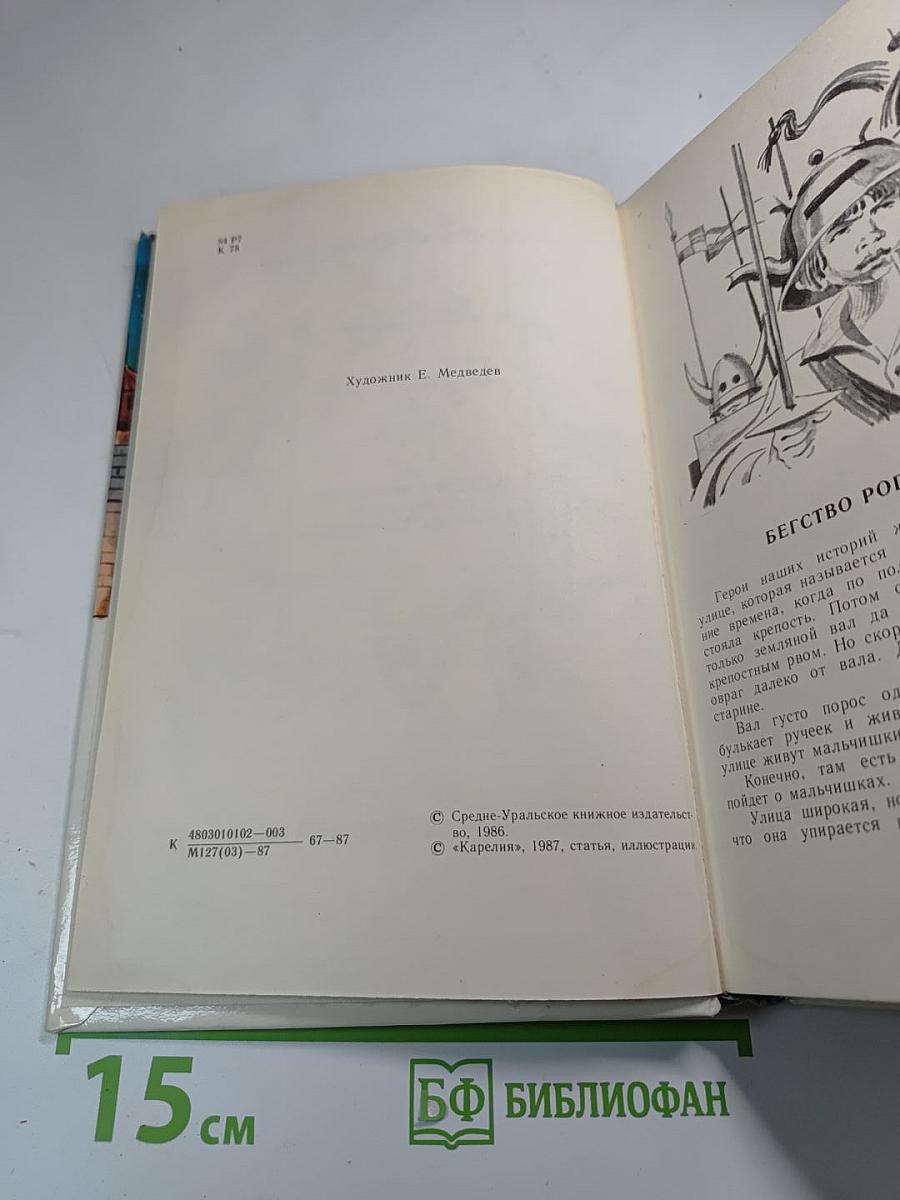 84 Р7
К 78
Художник Е. Медведев
К 4803010102—003 67—87
М127(03)—87
© Средне-Уральское книжное издательст-
во, 1986.
© «Карелия», 1987, статья, иллюстрации.
БЕГСТВО
Герои наших историй
улице, которая называется
ние времена, когда по
стояла крепость. Потом
только земляной вал да
крепостным рвом. Но
овраг далеко от вала.
старине.
Вал густо порос
булькает ручеек и
улице живут мальчишки
Конечно, там есть
пойдет о мальчишках.
Улица широкая,
что она упирается
15 см
БФ БИБЛИОФАН